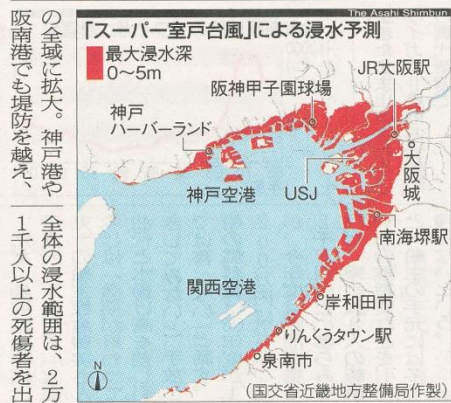 The Asahi Shimbun
「スーパー室戸台風」による浸水予測
最大浸水深
0〜5m
JR大阪駅
阪神甲子園球場
神戸
ハーバーランド
大阪城
神戸空港
USJ
南海堺駅
関西空港
岸和田市
りんくうタウン駅
泉南市
N
(国交省近畿地方整備局作製)
の全域に拡大。神戸港や
阪南港でも堤防を越え、
全体の浸水範囲は、2万
1千人以上の死傷者を出